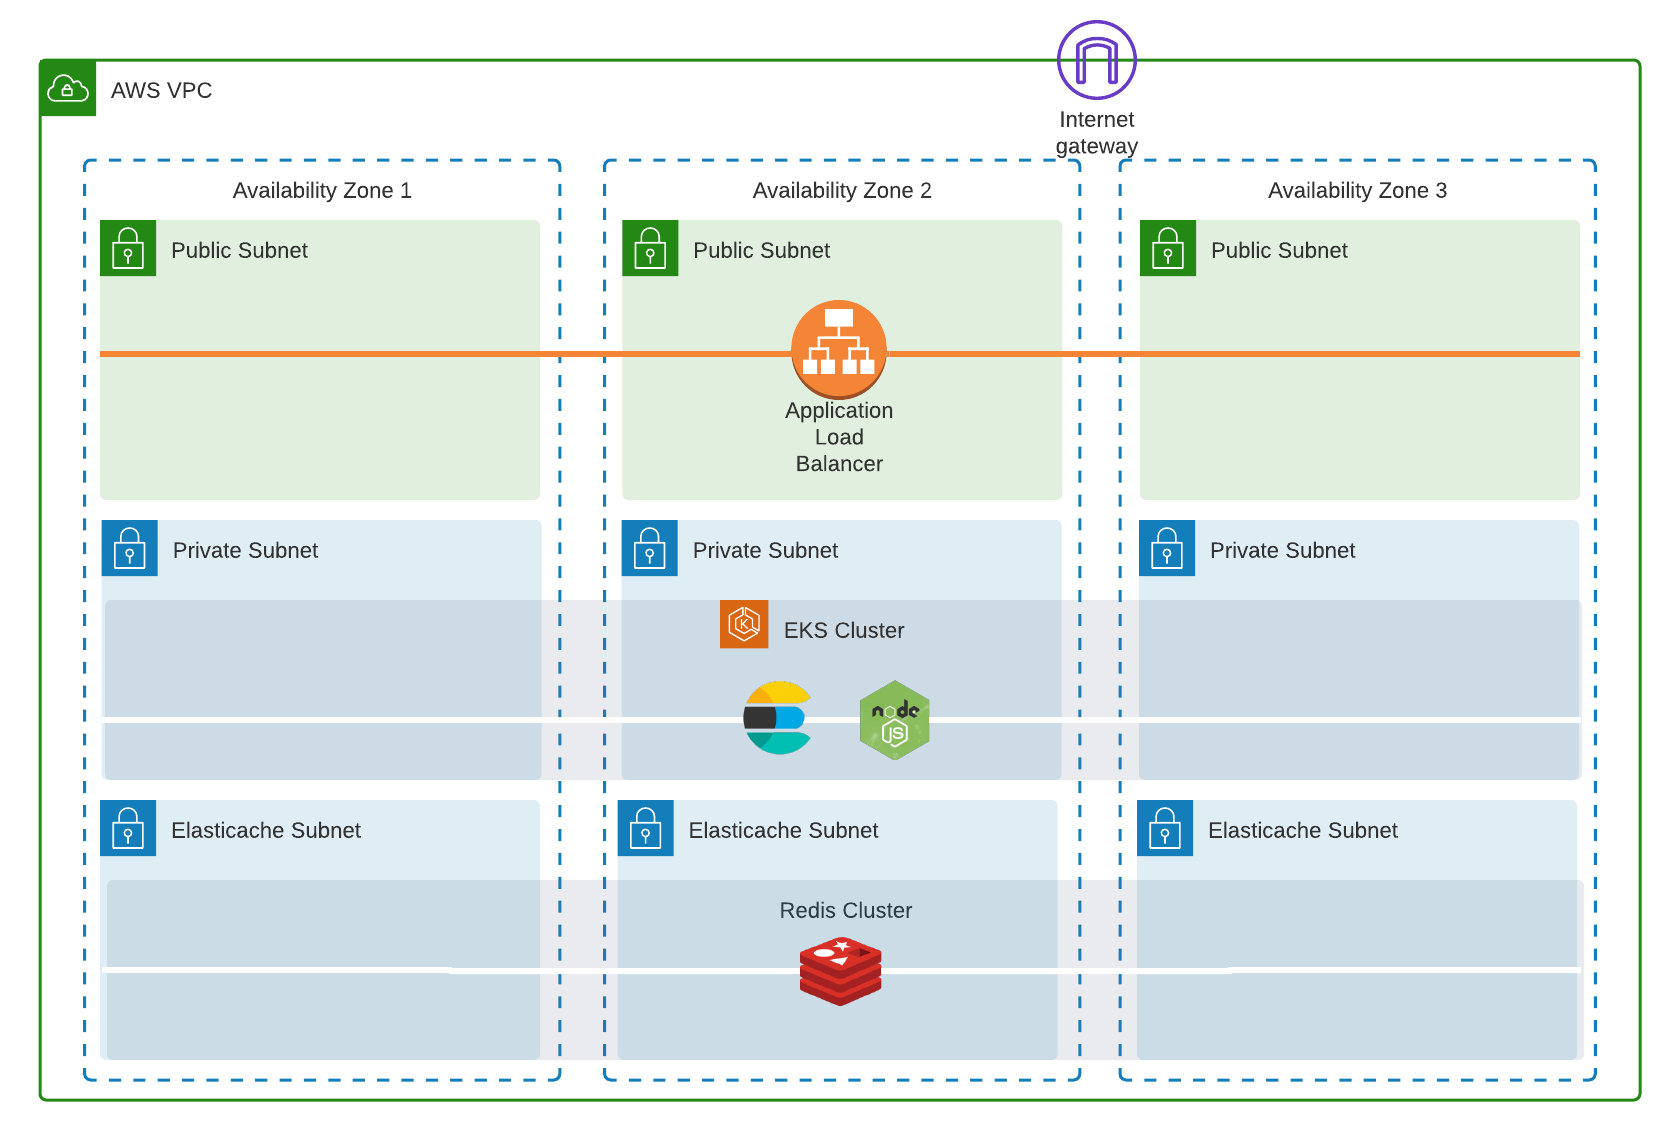 AWS VPC
Internet
gateway
Availability Zone 1
Availability Zone 2
Availability Zone 3
Public Subnet
Public Subnet
Public Subnet
Application
Load
Balancer
Private Subnet
Private Subnet
Private Subnet
K
EKS Cluster
node
JS
Elasticache Subnet
Elasticache Subnet
Elasticache Subnet
Redis Cluster